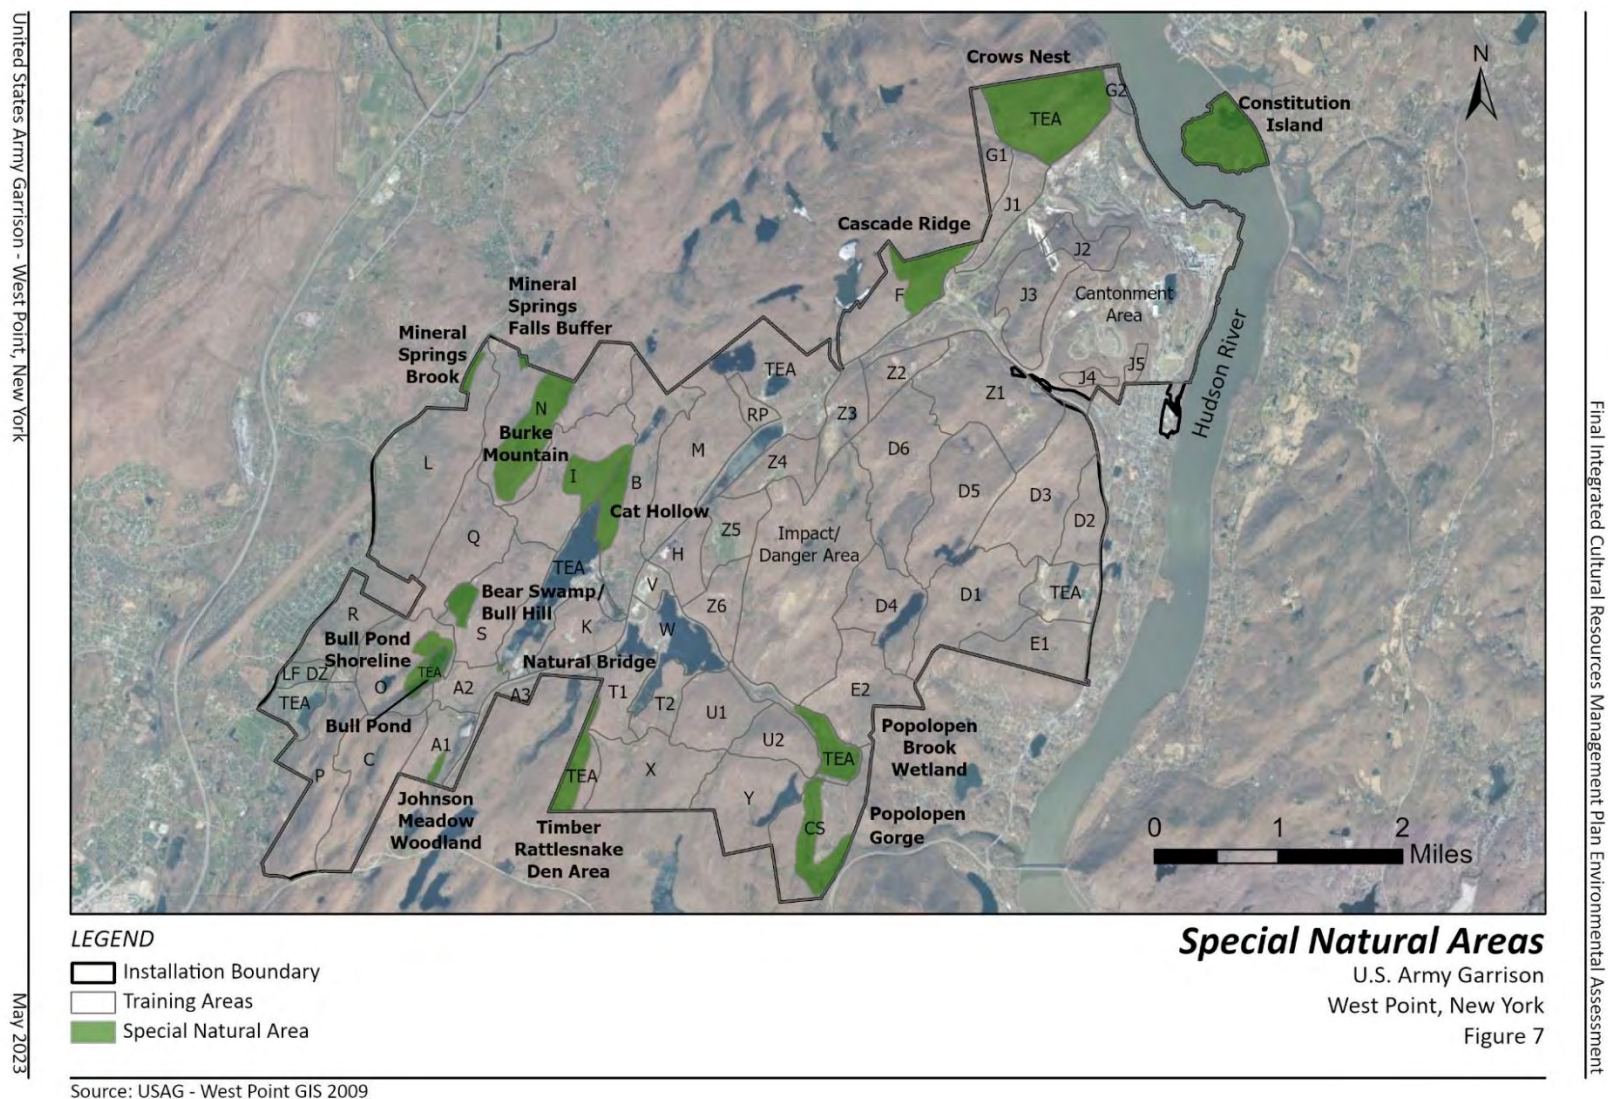 United States Army Garrison - West Point, New York
May 2023
Final Integrated Cultural Resources Management Plan Environmental Assessment
Crows Nest
N
G2
Constitution
Island
TEA
G1
J1
Cascade Ridge
J2
F
J3
Cantonment
Area
Mineral
Springs
Falls Buffer
Mineral
Springs
Brook
Hudson River
TEA
Z2
J5
J4
Z1
N
RP
Z3
Burke
Mountain
L
M
D6
Z4
I
B
D5
D3
Cat Hollow
D2
Q
Z5
Impact/
Danger Area
H
TEA
V
Bear Swamp/
Bull Hill
D1
TEA
R
Z6
D4
K
W
S
Bull Pond
Shoreline
E1
Natural Bridge
LF DZ
TEA
O
A2
A3
T1
E2
TEA
T2
U1
Bull Pond
Popolopen
Brook
Wetland
A1
U2
C
TEA
P
TEA
X
Johnson
Meadow
Woodland
Y
Popolopen
Gorge
CS
Timber
Rattlesnake
Den Area
0 1 2
Miles
LEGEND
Installation Boundary
Training Areas
Special Natural Area
Special Natural Areas
U.S. Army Garrison
West Point, New York
Figure 7
Source: USAG - West Point GIS 2009